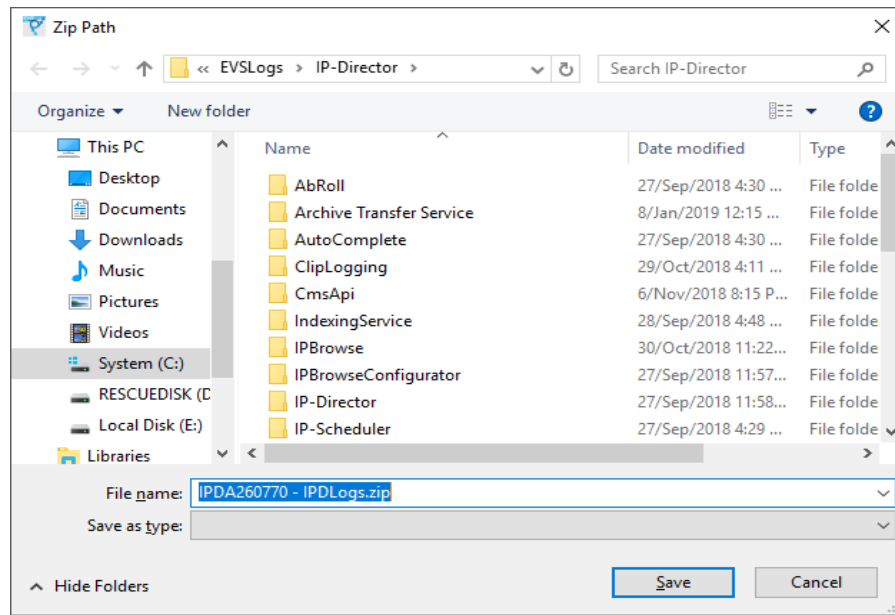 Zip Path
« EVSLogs > IP-Director >
Search IP-Director
Organize
New folder
?
This PC
Desktop
Documents
Downloads
Music
Pictures
Videos
System (C:)
RESCUEDISK (D
Local Disk (E:)
Libraries
Name Date modified Type
AbRoll 27/Sep/2018 4:30 ... File folde
Archive Transfer Service 8/Jan/2019 12:15 ... File folde
AutoComplete 27/Sep/2018 4:30 ... File folde
ClipLogging 29/Oct/2018 4:11 ... File folde
CmsApi 6/Nov/2018 8:15 P... File folde
IndexingService 28/Sep/2018 4:48 ... File folde
IPBrowse 30/Oct/2018 11:22... File folde
IPBrowseConfigurator 27/Sep/2018 11:57... File folde
IP-Director 27/Sep/2018 11:58... File folde
IP-Scheduler 27/Sep/2018 4:29 ... File folde
File name: IPDA260770 - IPDLogs.zip
Save as type:
Hide Folders
Save
Cancel